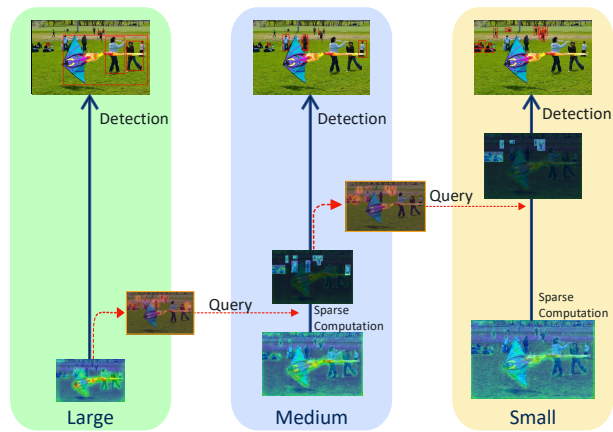 Detection
Detection
Detection
Query
Sparse
Computation
Query
Sparse
Computation
Large
Medium
Small